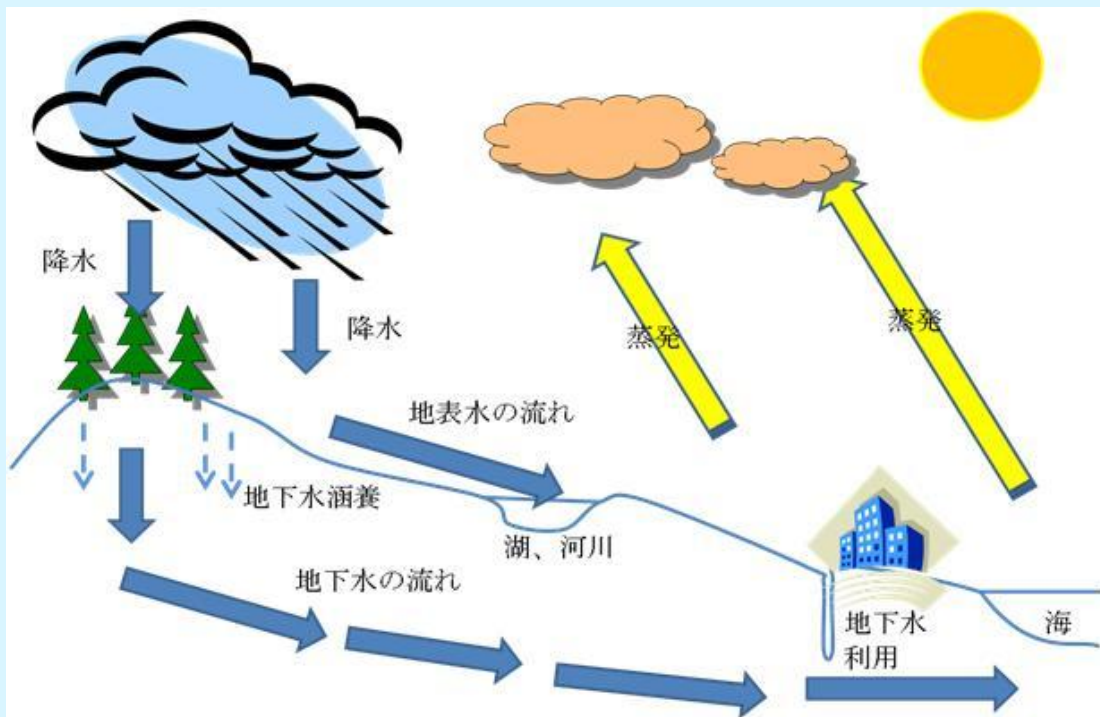 降水
降水
蒸発
蒸発
地表水の流れ
地下水涵養
湖、河川
地下水の流れ
地下水
利用
海